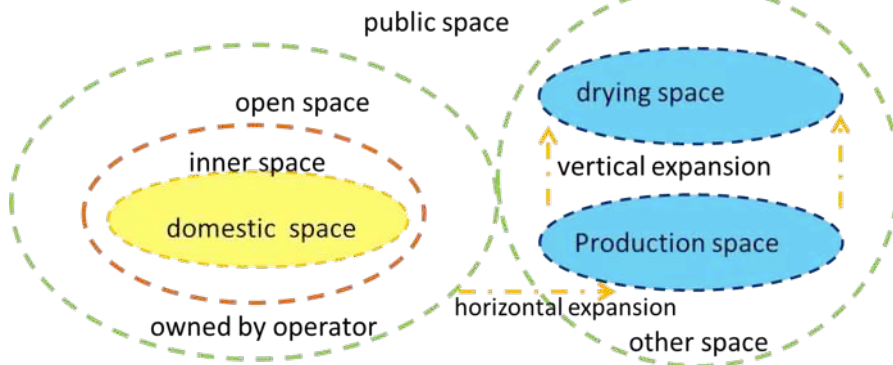 public space
open space
inner space
domestic space
owned by operator
drying space
vertical expansion
Production space
horizontal expansion
other space